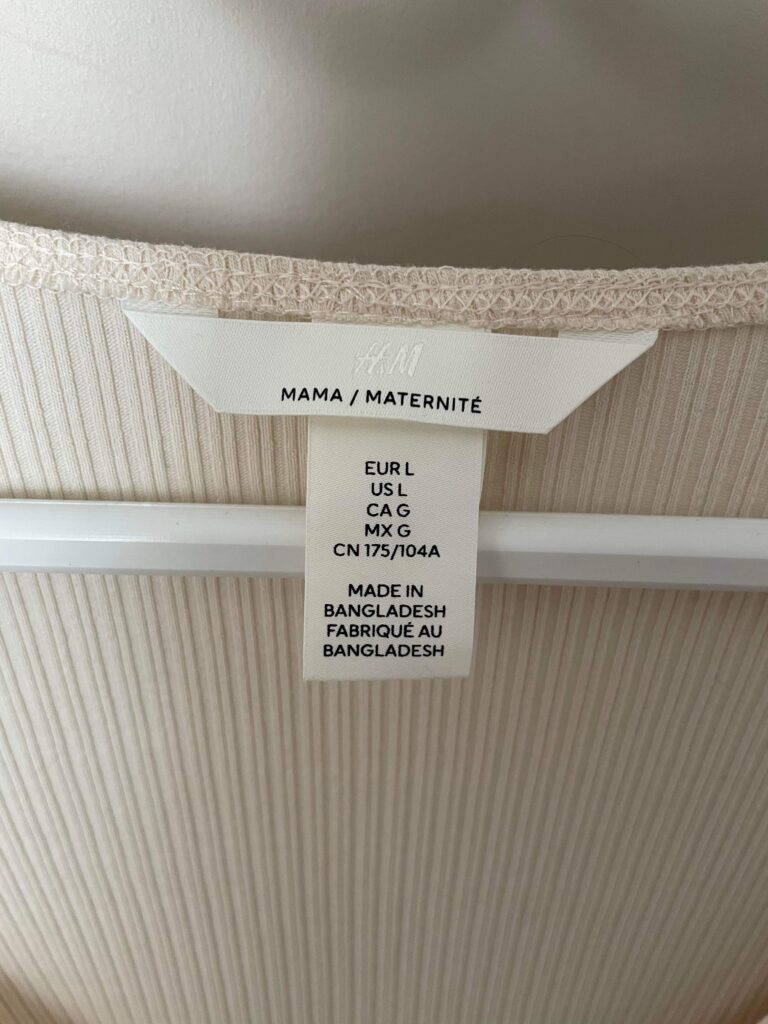 H&M
MAMA / MATERNITÉ
EUR L
US L
CA G
MX G
CN 175/104A
MADE IN
BANGLADESH
FABRIQUÉ AU
BANGLADESH